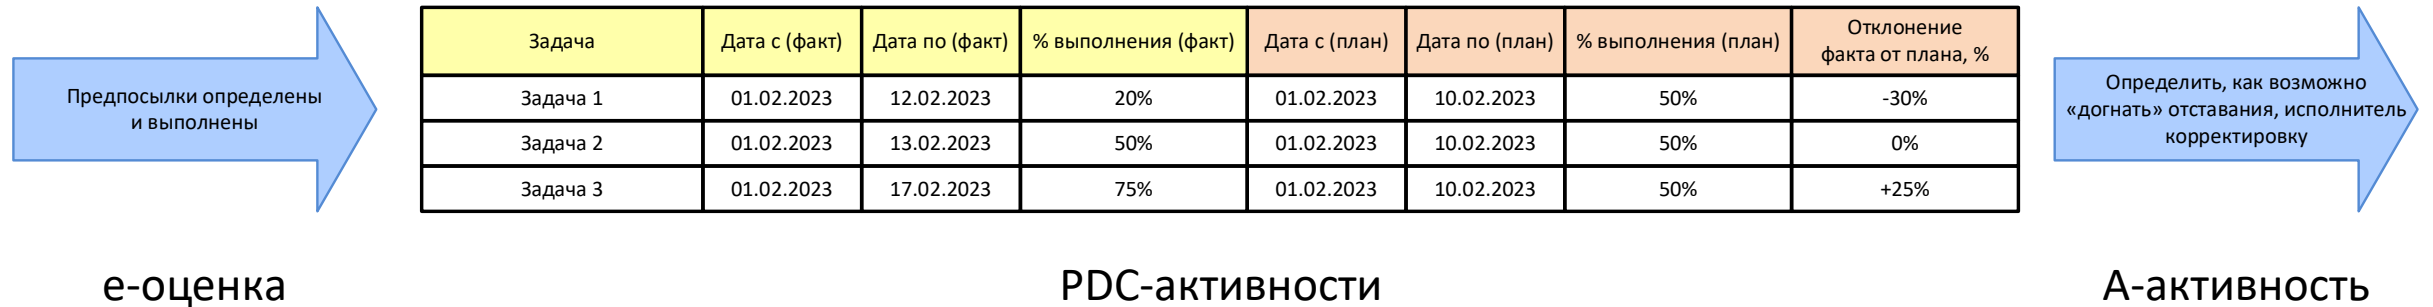 Предпосылки определены
и выполнены
Задача Дата с (факт) Дата по (факт) % выполнения (факт) Дата с (план) Дата по (план) % выполнения (план) Отклонение
факта от плана, %
Задача 1 01.02.2023 12.02.2023 20% 01.02.2023 10.02.2023 50% -30%
Задача 2 01.02.2023 13.02.2023 50% 01.02.2023 10.02.2023 50% 0%
Задача 3 01.02.2023 17.02.2023 75% 01.02.2023 10.02.2023 50% +25%
Определить, как возможно
«догнать» отставания, исполнитель
корректировку
е-оценка
PDC-активности
А-активность